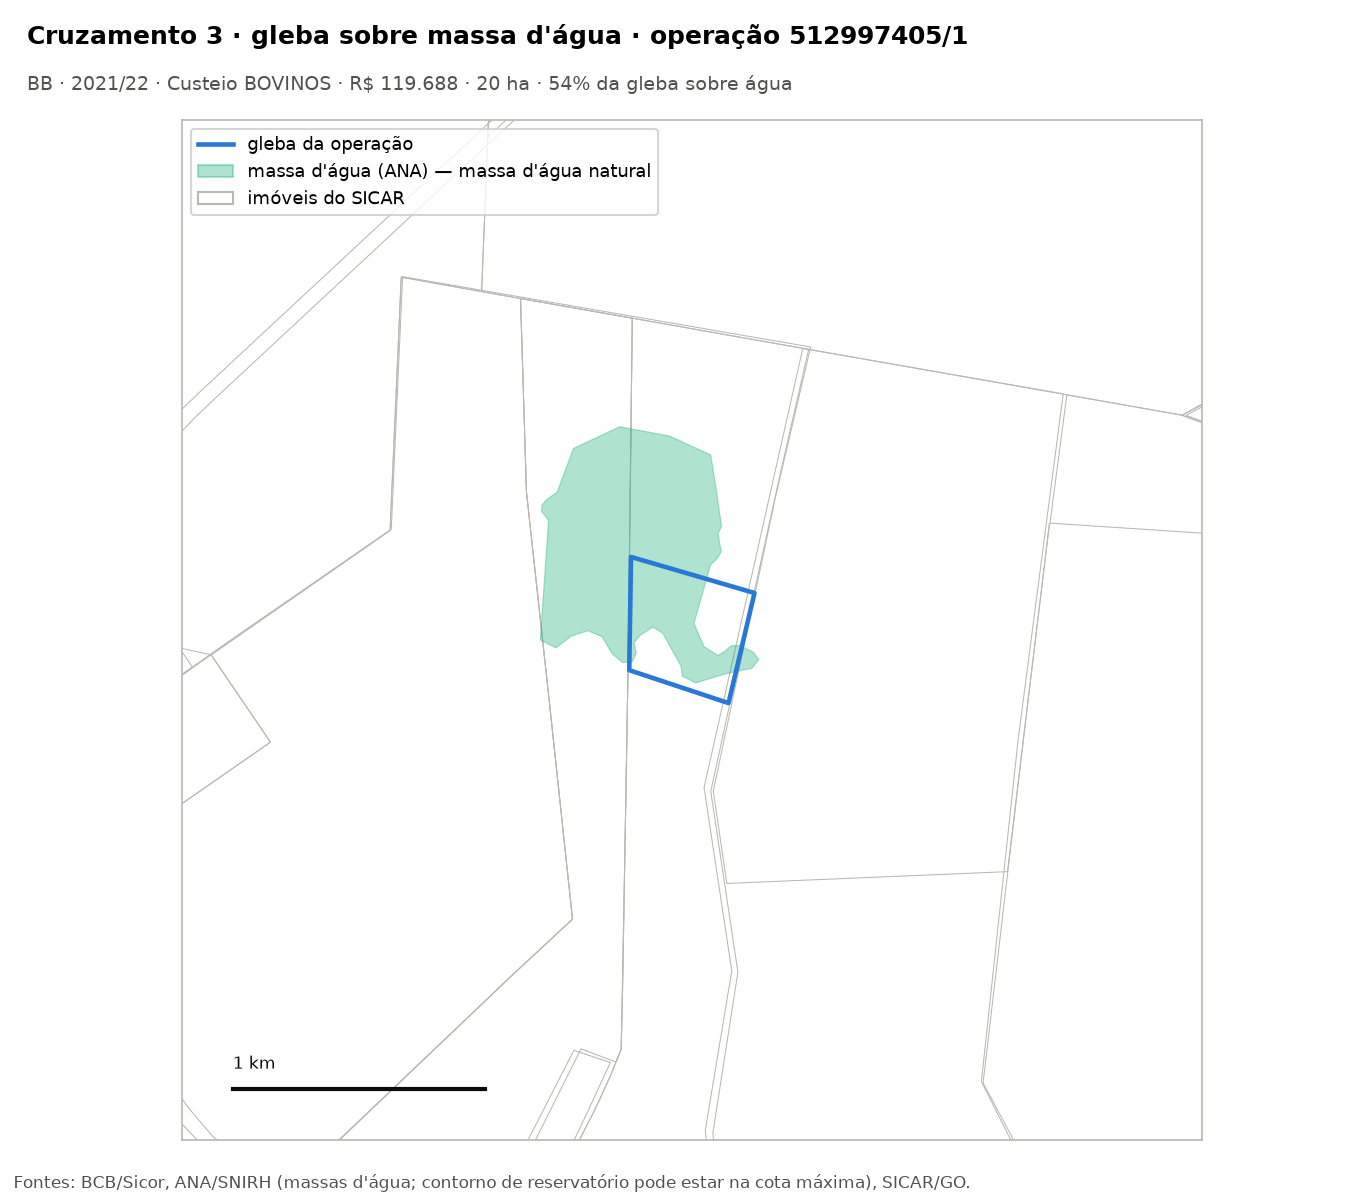 Cruzamento 3 · gleba sobre massa d'água · operação 512997405/1
BB · 2021/22 · Custeio BOVINOS · R$ 119.688 · 20 ha · 54% da gleba sobre água
gleba da operação
massa d'água (ANA) — massa d'água natural
imóveis do SICAR
1 km
Fontes: BCB/Sicor, ANA/SNIRH (massas d'água; contorno de reservatório pode estar na cota máxima), SICAR/GO.